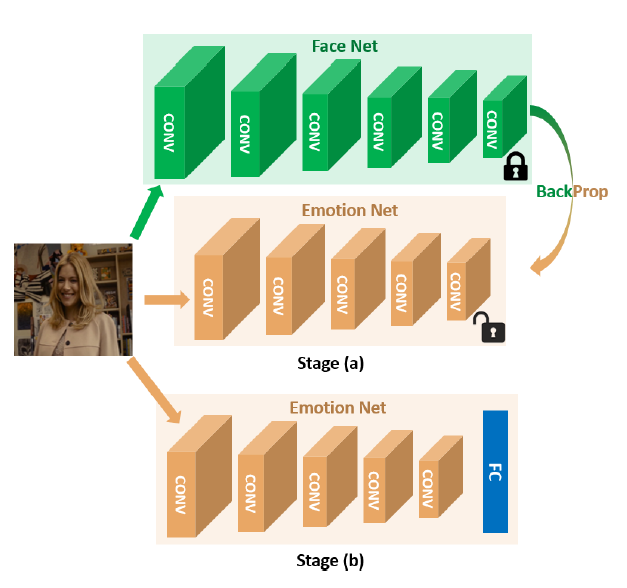 Face Net
CONV
CONV
CONV
CONV
CONV
CONV
BackProp
Emotion Net
CONV
CONV
CONV
CONV
CONV
Stage (a)
Emotion Net
CONV
CONV
CONV
CONV
CONV
FC
Stage (b)